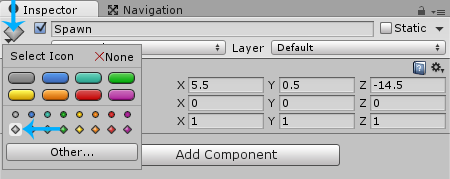 Inspector Navigation
Spawn Static
Select Icon None
Layer Default
X 5.5 Y 0.5 Z -14.5
X 0 Y 0 Z 0
X 1 Y 1 Z 1
Other...
Add Component